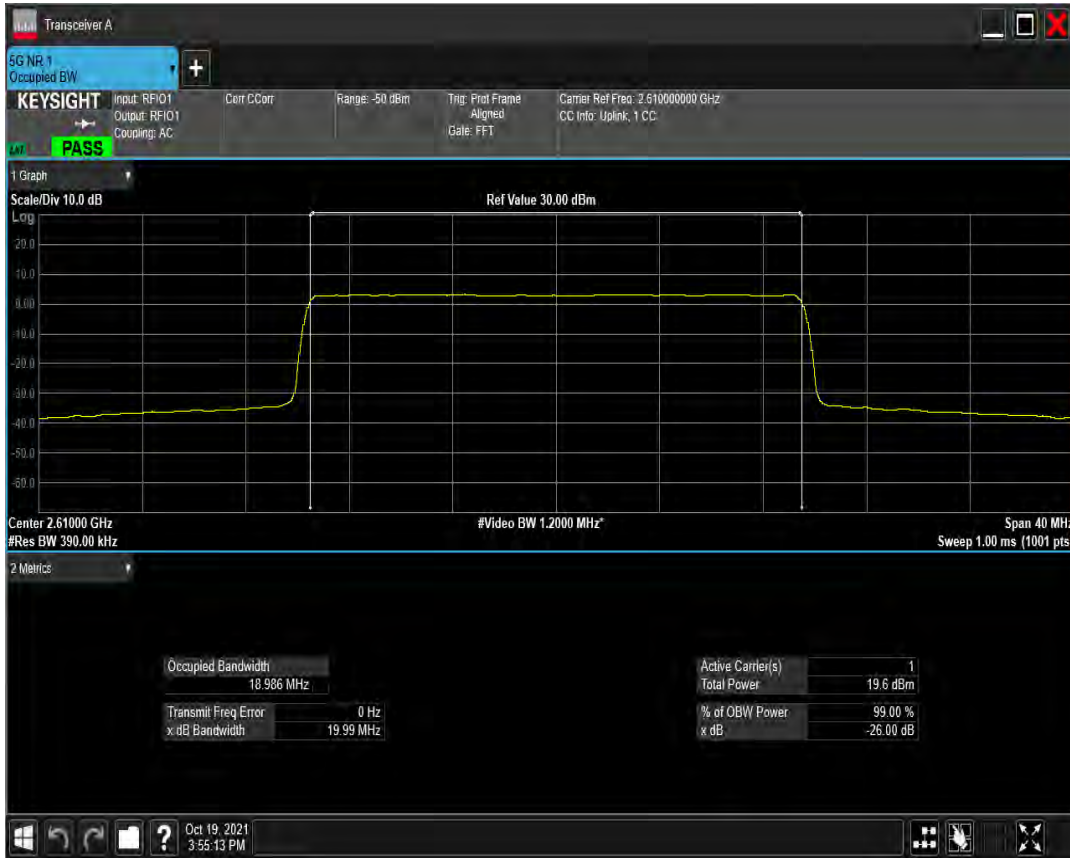 Transceiver A
5G NR 1
Occupied BW
+
KEYSIGHT
PASS
Input: RFIO1
Output: RFIO1
Coupling: AC
Corr CCorr
Range: -50 dBm
Trig: Prot Frame
Aligned
Gate: FFT
Carrier Ref Freq: 2.610000000 GHz
CC Info: Uplink, 1 CC
1 Graph
Scale/Div 10.0 dB
Ref Value 30.00 dBm
Log
20.0
10.0
0.00
-10.0
-20.0
-30.0
-40.0
-50.0
-60.0
Center 2.61000 GHz
#Video BW 1.2000 MHz*
Span 40 MHz
#Res BW 390.00 kHz
Sweep 1.00 ms (1001 pts
2 Metrics
Occupied Bandwidth
18.986 MHz
Transmit Freq Error 0 Hz
x dB Bandwidth 19.99 MHz
Active Carrier(s) 1
Total Power 19.6 dBm
% of OBW Power 99.00 %
x dB -26.00 dB
?
Oct 19, 2021
3:55:13 PM